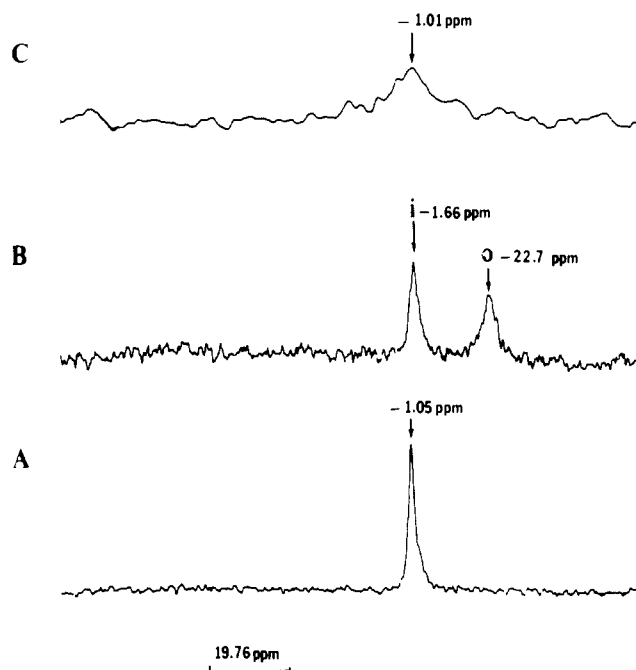 C
− 1.01 ppm
i − 1.66 ppm
B
o − 22.7 ppm
− 1.05 ppm
A
19.76 ppm